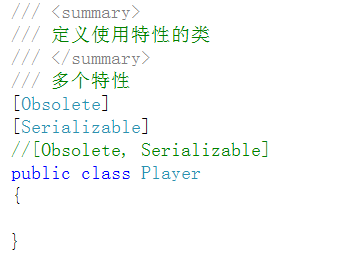 /// <summary>
/// 定义使用特性的类
/// </summary>
/// 多个特性
[Obsolete]
[Serializable]
//[Obsolete, Serializable]
public class Player
{
}